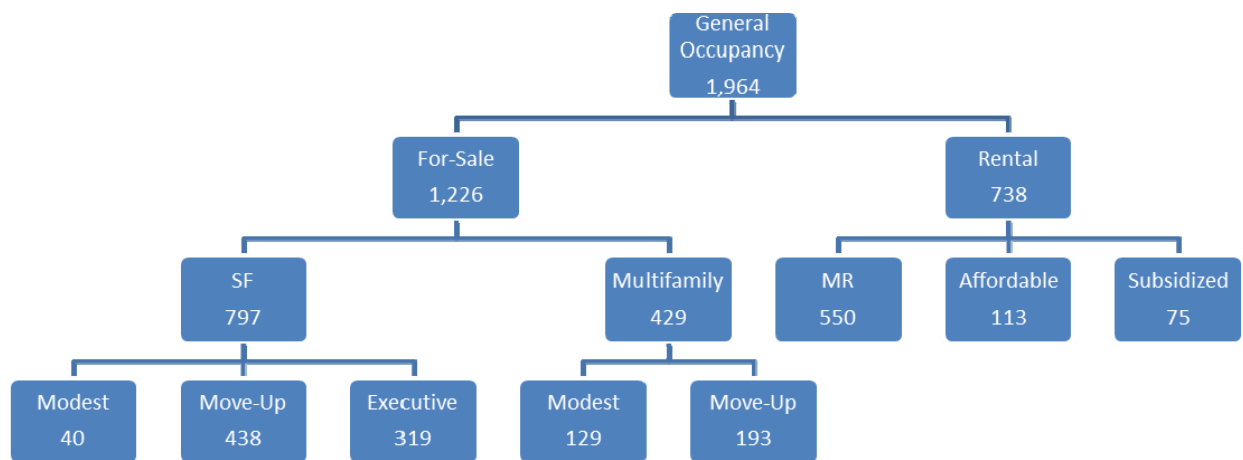 General
Occupancy
1,964
For-Sale
1,226
Rental
738
SF
797
Multifamily
429
MR
550
Affordable
113
Subsidized
75
Modest
40
Move-Up
438
Executive
319
Modest
129
Move-Up
193